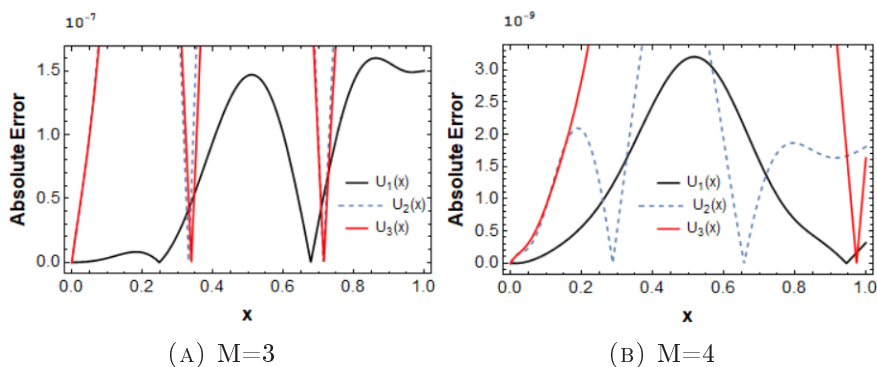 10⁻⁷
Absolute Error
1.5
1.0
0.5
0.0
U₁(x)
U₂(x)
U₃(x)
0.0 0.2 0.4 0.6 0.8 1.0
x
(A) M=3
10⁻⁹
Absolute Error
3.0
2.5
2.0
1.5
1.0
0.5
0.0
U₁(x)
U₂(x)
U₃(x)
0.0 0.2 0.4 0.6 0.8 1.0
x
(B) M=4